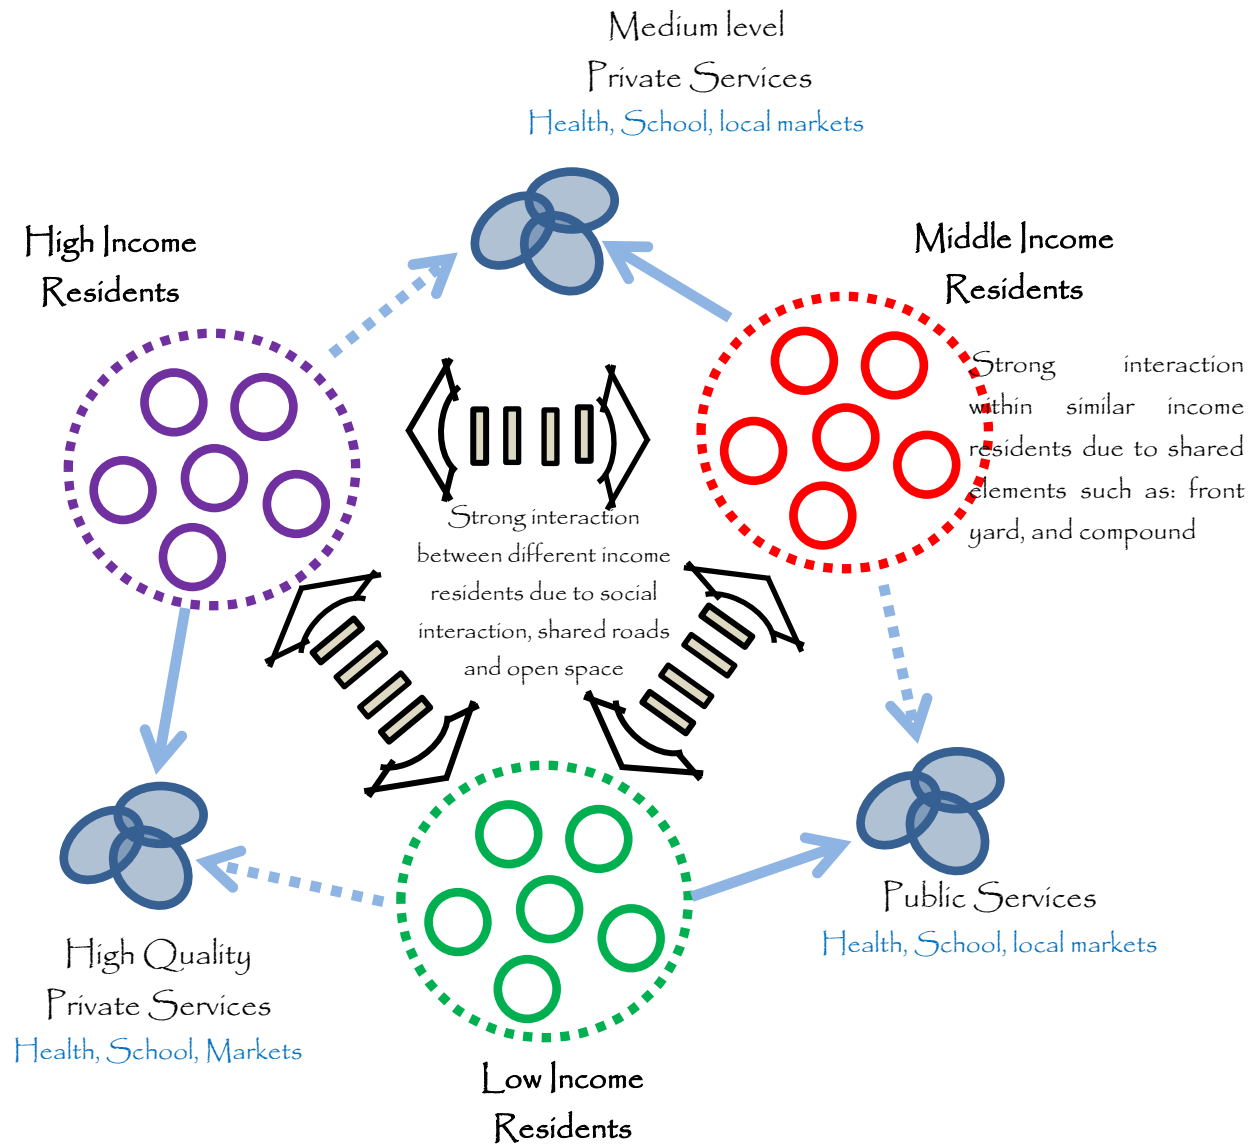 Medium level
Private Services
Health, School, local markets
High Income
Residents
Middle Income
Residents
Strong interaction
within similar income
residents due to shared
elements such as: front
yard, and compound
Strong interaction
between different income
residents due to social
interaction, shared roads
and open space
Public Services
Health, School, local markets
High Quality
Private Services
Health, School, Markets
Low Income
Residents